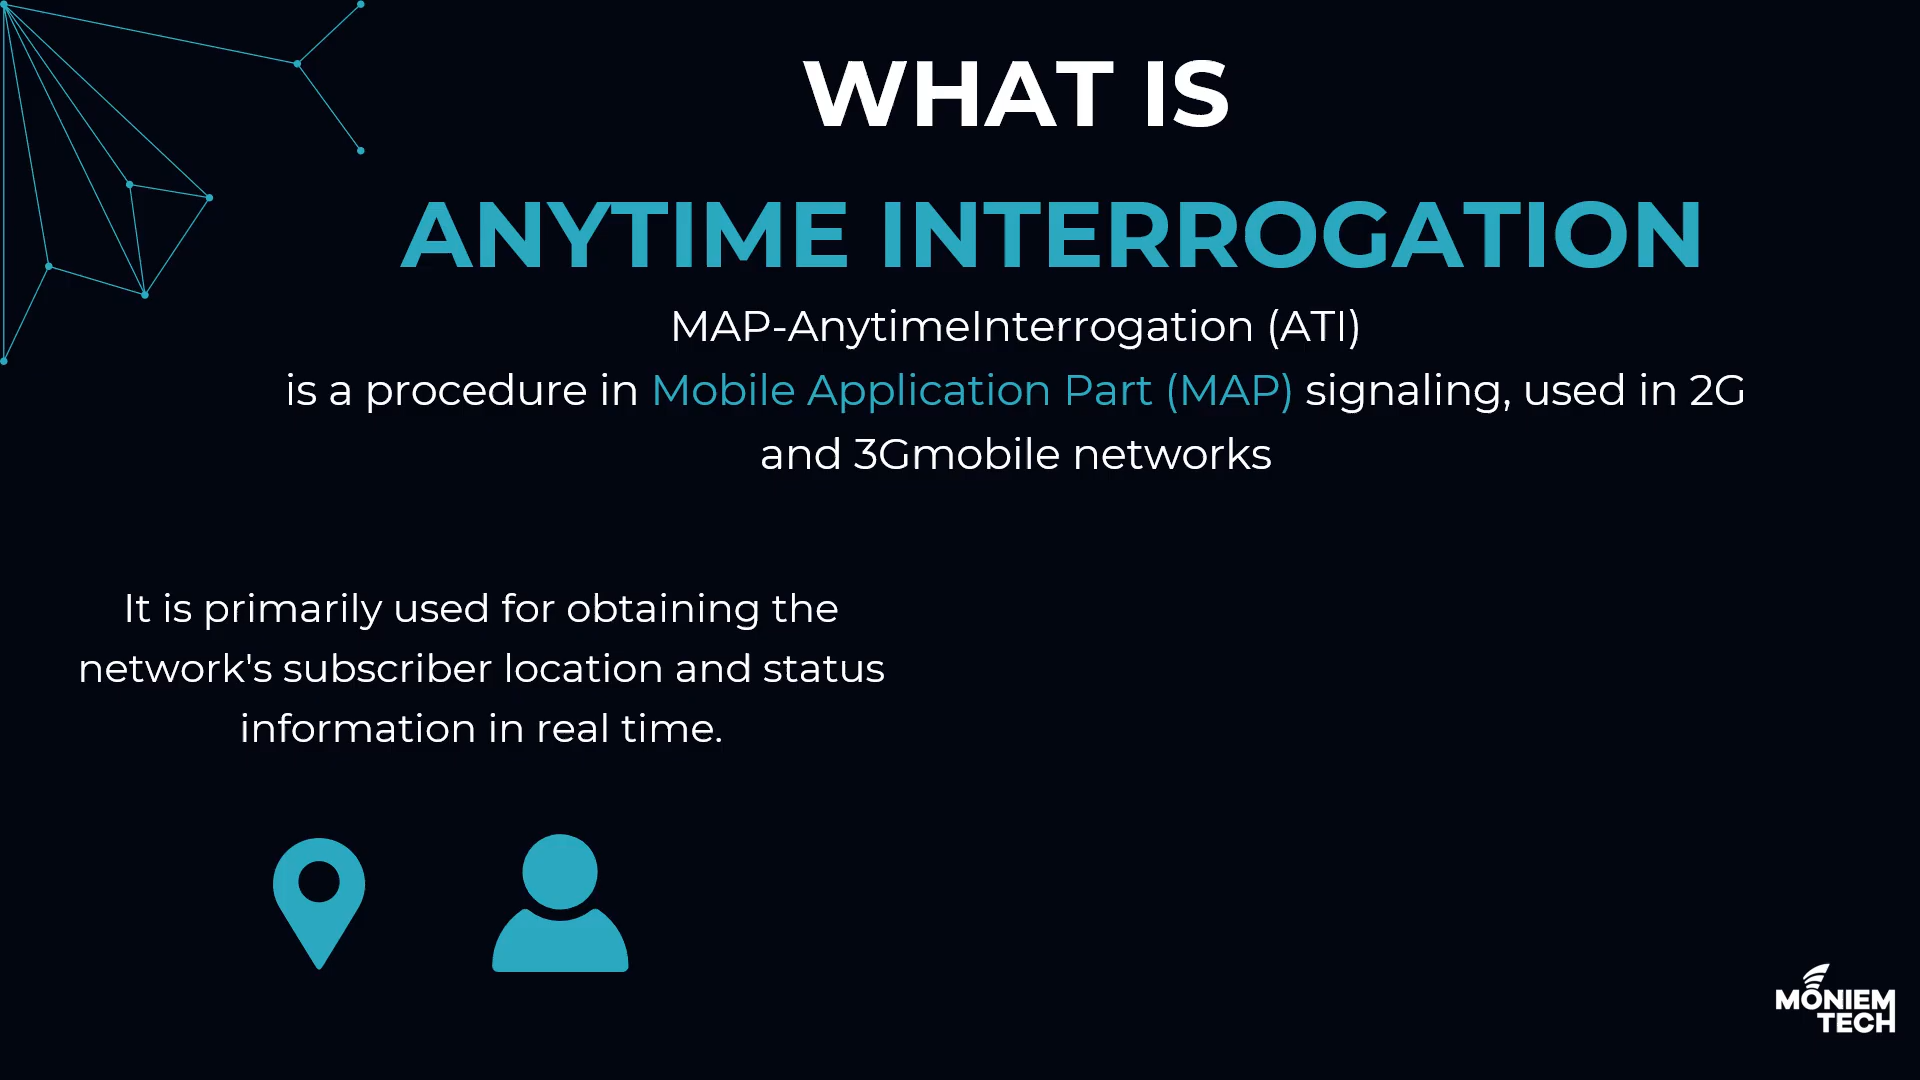 WHAT IS
ANYTIME INTERROGATION
MAP-AnytimeInterrogation (ATI)
is a procedure in Mobile Application Part (MAP) signaling, used in 2G
and 3Gmobile networks
It is primarily used for obtaining the
network's subscriber location and status
information in real time.
MONIEM
TECH